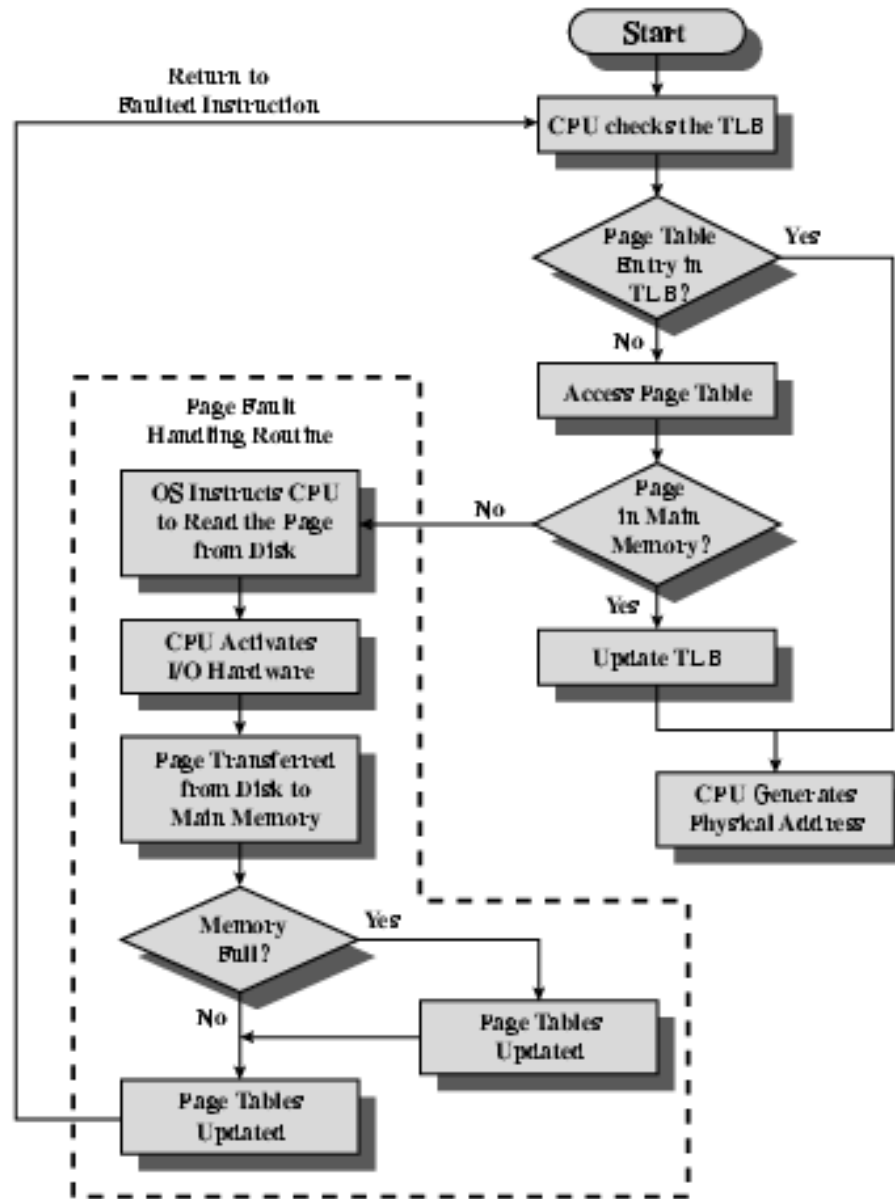 Start
Return to
Faulted Instruction
CPU checks the TLB
Page Table
Entry in
TLB?
Yes
No
Access Page Table
Page Fault
Handling Routine
OS Instructs CPU
to Read the Page
from Disk
No
Page
in Main
Memory?
Yes
CPU Activates
I/O Hardware
Update TLB
Page Transferred
from Disk to
Main Memory
CPU Generates
Physical Address
Memory
Full?
Yes
No
Page Tables
Updated
Page Tables
Updated